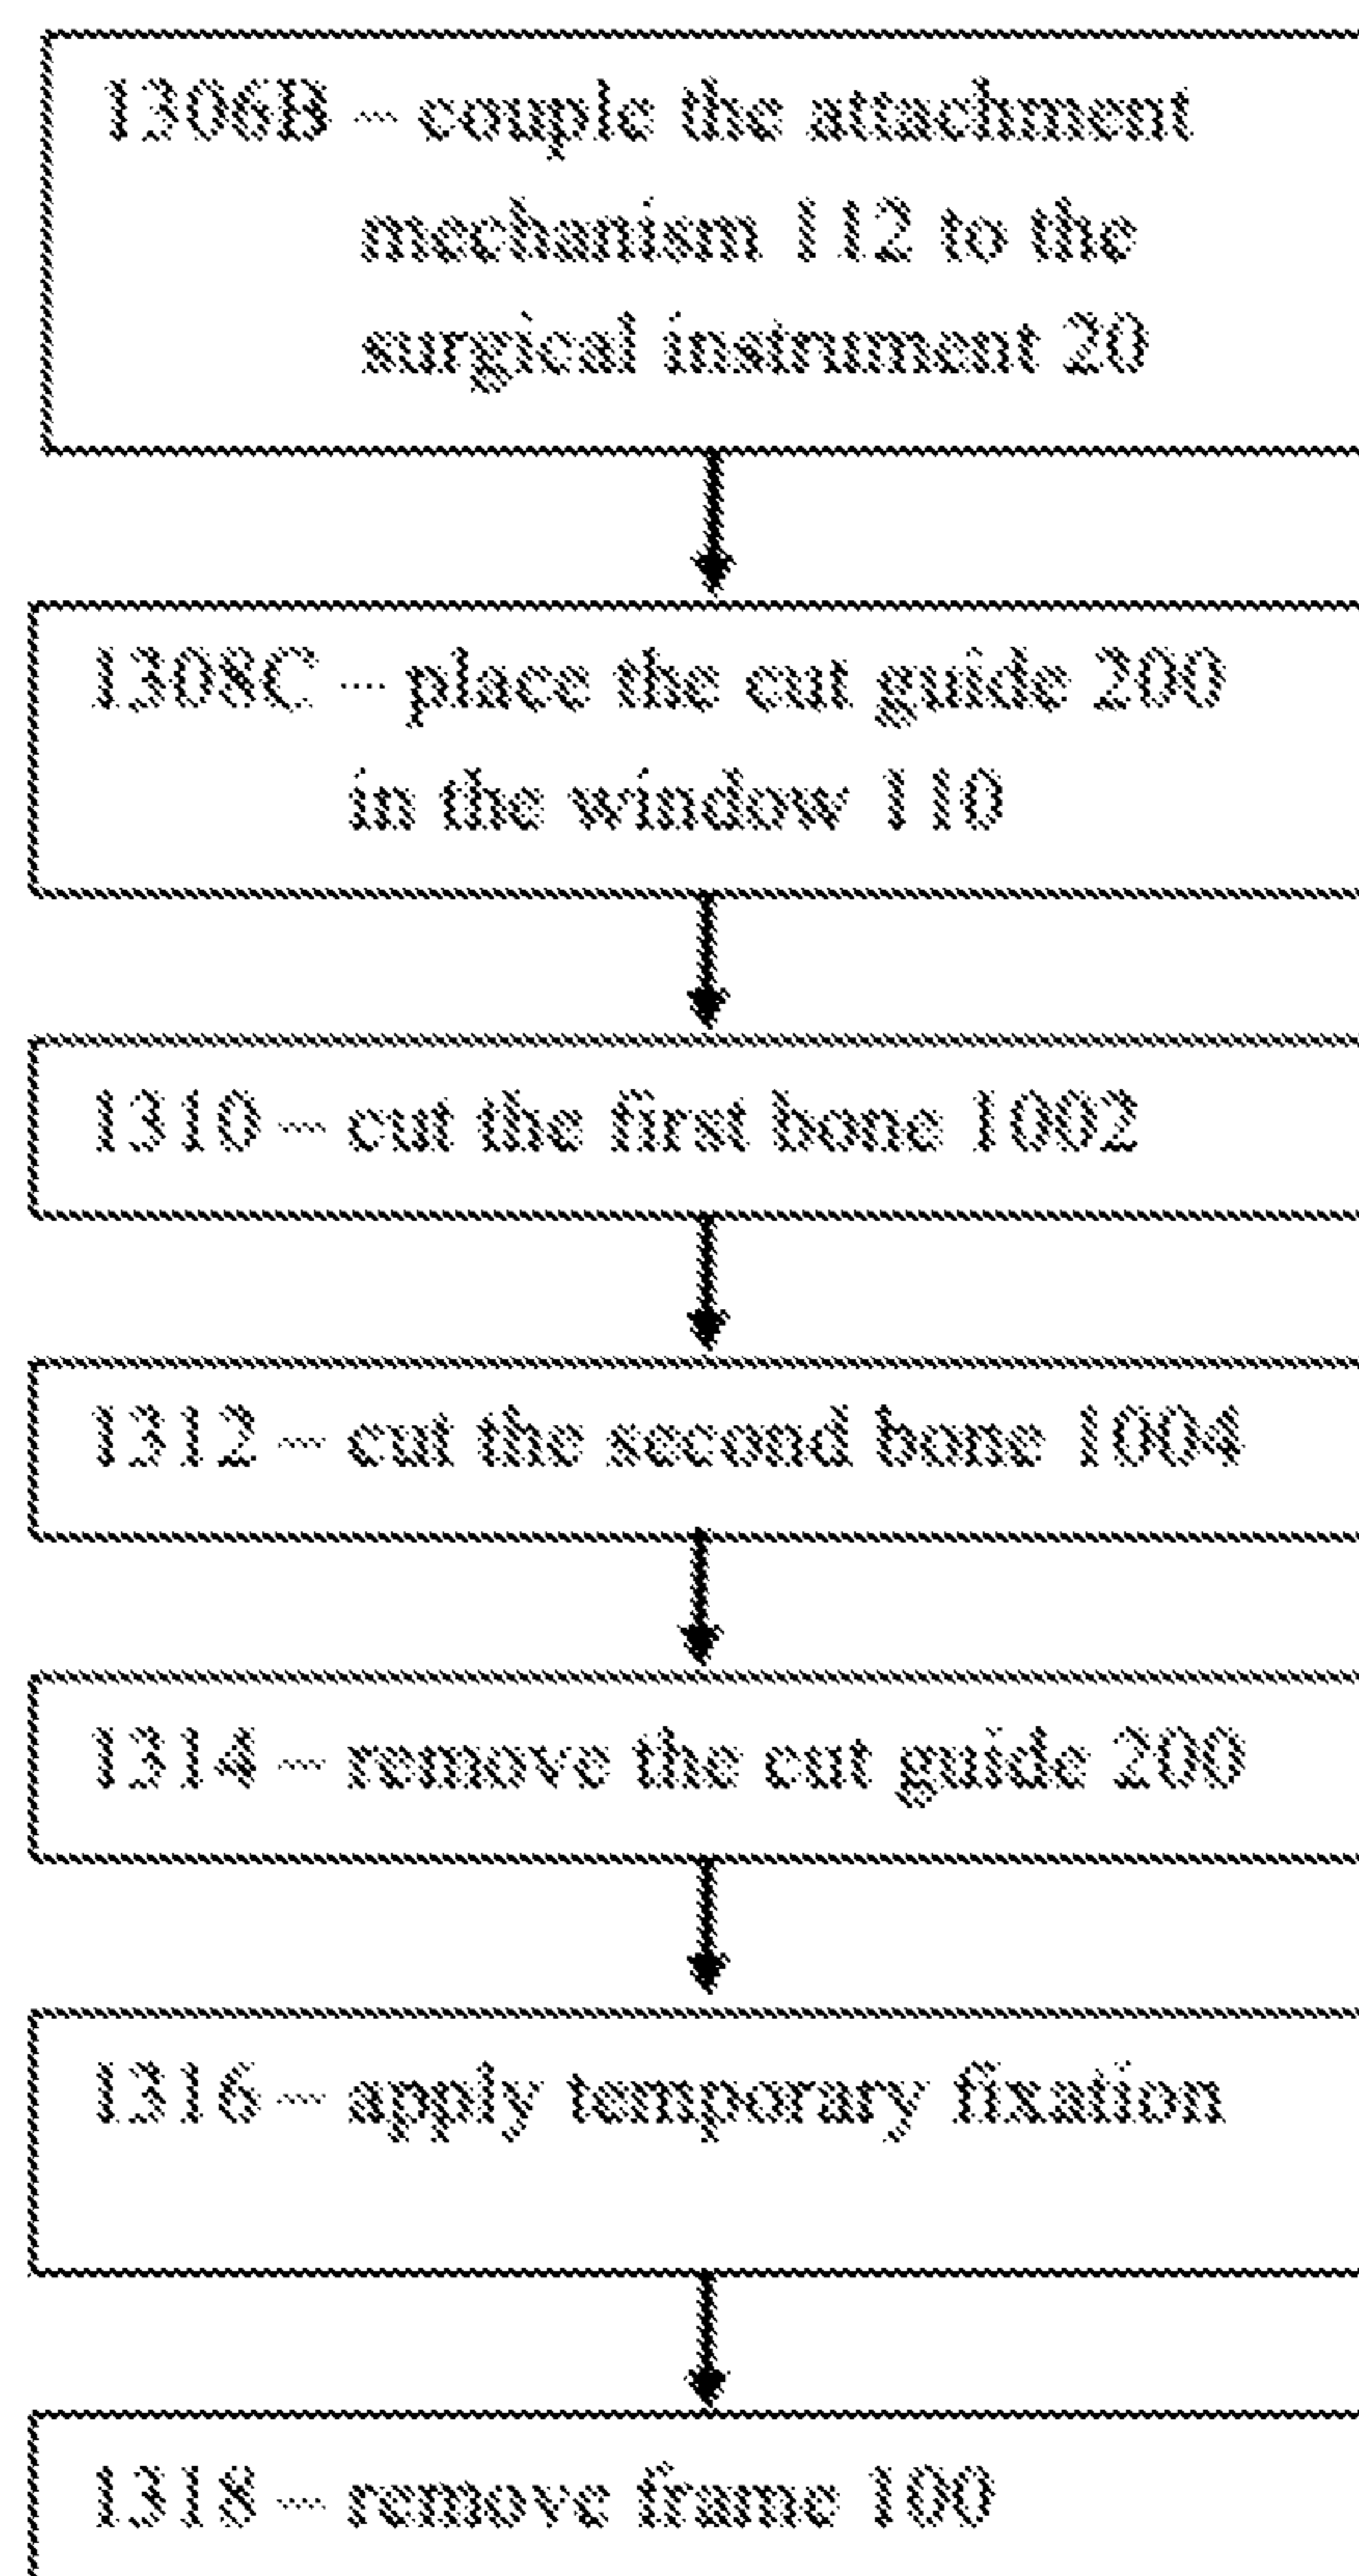 1306B – couple the attachment
mechanism 112 to the
surgical instrument 20
1308C – place the cut guide 200
in the window 110
1310 – cut the first bone 1002
1312 – cut the second bone 1004
1314 – remove the cut guide 200
1316 – apply temporary fixation
1318 – remove frame 100